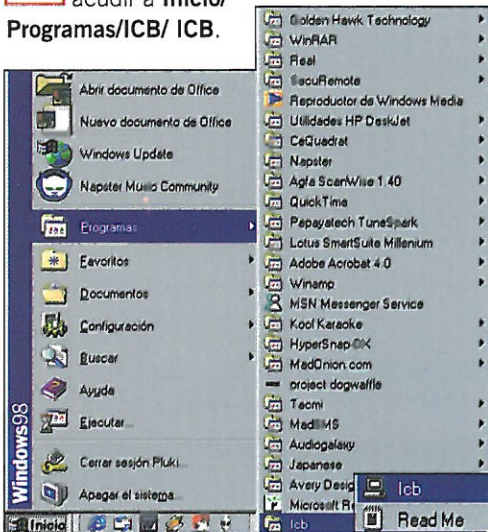 acudir a Inicio/
Programas/ICB/ ICB.
Abrir documento de Office
Nuevo documento de Office
Windows Update
Napster Music Community
Programas
Favoritos
Documentos
Configuración
Buscar
Ayuda
Ejecutar...
Cerrar sesión Pluki...
Apagar el sistema...
Windows98
Inicio
Golden Hawk Technology
WinRAR
Real
SecuRemote
Reproductor de Windows Media
Utilidades HP DeskJet
CeQuadrat
Napster
Agfa ScanWise 1.40
QuickTime
Papayatech TuneSpark
Lotus SmartSuite Millenium
Adobe Acrobat 4.0
Winamp
MSN Messenger Service
Kool Karaoke
HyperSnap-DX
MadOnion.com
project dogwaffle
Tacmi
Audiogalaxy
Japanese
Avery Desig
Microsoft Re
Icb
Icb
Read Me